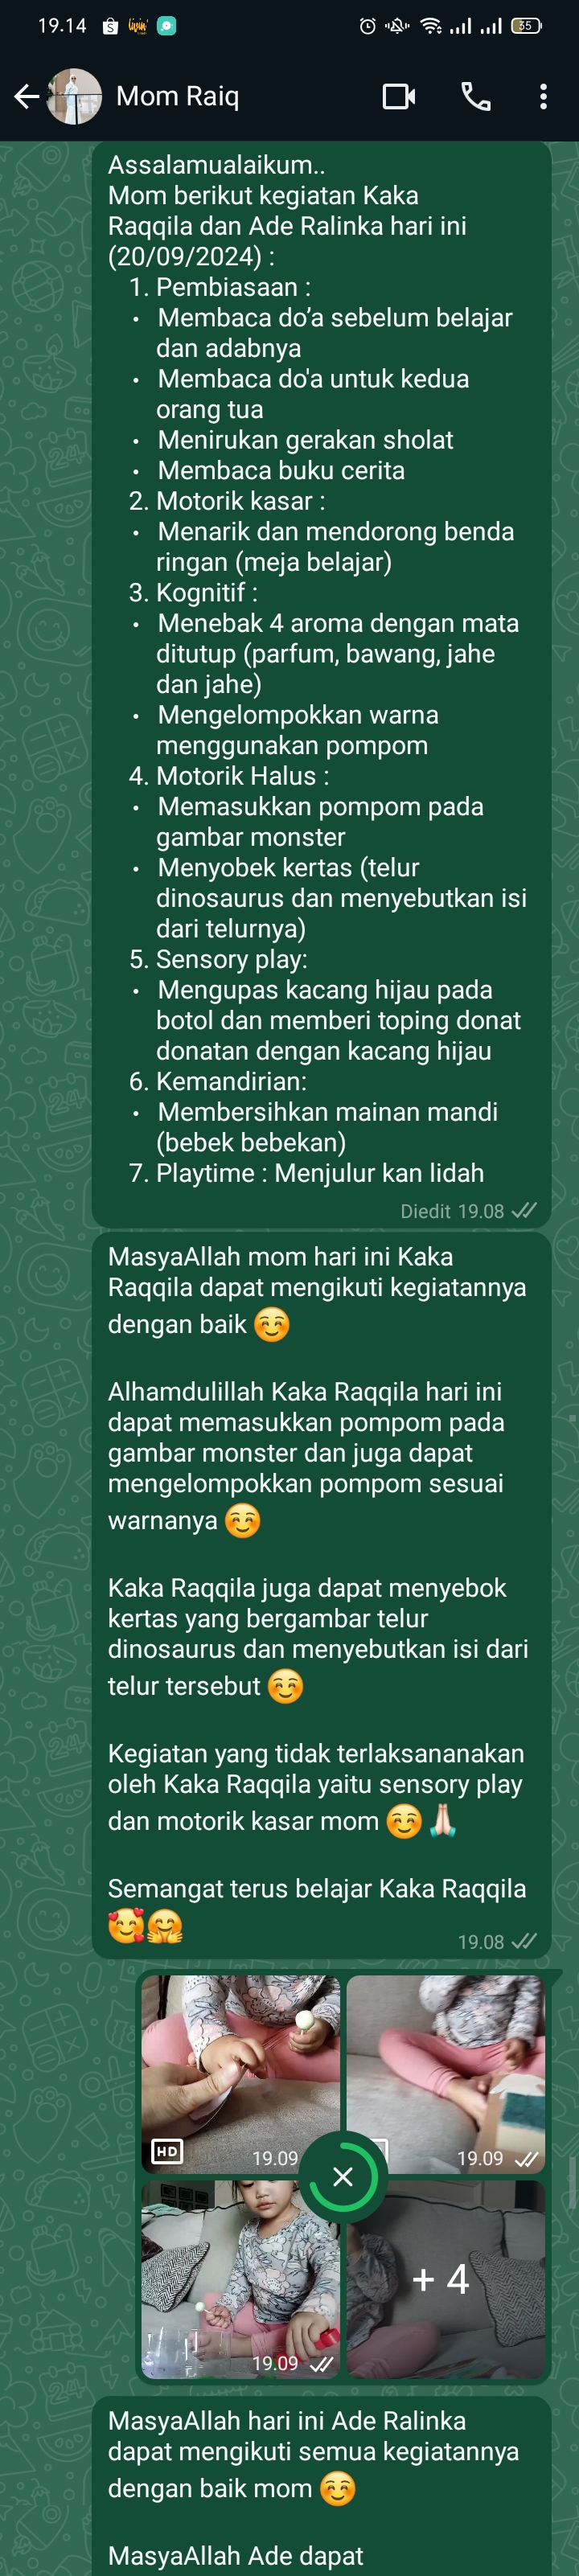 19.14
35
Mom Raiq
Assalamualaikum..
Mom berikut kegiatan Kaka
Raqqila dan Ade Ralinka hari ini
(20/09/2024) :
1. Pembiasaan :
• Membaca do’a sebelum belajar
dan adabnya
• Membaca do'a untuk kedua
orang tua
• Menirukan gerakan sholat
• Membaca buku cerita
2. Motorik kasar :
• Menarik dan mendorong benda
ringan (meja belajar)
3. Kognitif :
• Menebak 4 aroma dengan mata
ditutup (parfum, bawang, jahe
dan jahe)
• Mengelompokkan warna
menggunakan pompom
4. Motorik Halus :
• Memasukkan pompom pada
gambar monster
• Menyobek kertas (telur
dinosaurus dan menyebutkan isi
dari telurnya)
5. Sensory play:
• Mengupas kacang hijau pada
botol dan memberi toping donat
donatan dengan kacang hijau
6. Kemandirian:
• Membersihkan mainan mandi
(bebek bebekan)
7. Playtime : Menjulur kan lidah
Diedit 19.08
MasyaAllah mom hari ini Kaka
Raqqila dapat mengikuti kegiatannya
dengan baik ☺️
Alhamdulillah Kaka Raqqila hari ini
dapat memasukkan pompom pada
gambar monster dan juga dapat
mengelompokkan pompom sesuai
warnanya ☺️
Kaka Raqqila juga dapat menyebok
kertas yang bergambar telur
dinosaurus dan menyebutkan isi dari
telur tersebut ☺️
Kegiatan yang tidak terlaksananakan
oleh Kaka Raqqila yaitu sensory play
dan motorik kasar mom ☺️🙏🏻
Semangat terus belajar Kaka Raqqila
🥰🤗
19.08
HD
19.09
19.09
19.09
+ 4
MasyaAllah hari ini Ade Ralinka
dapat mengikuti semua kegiatannya
dengan baik mom ☺️
MasyaAllah Ade dapat